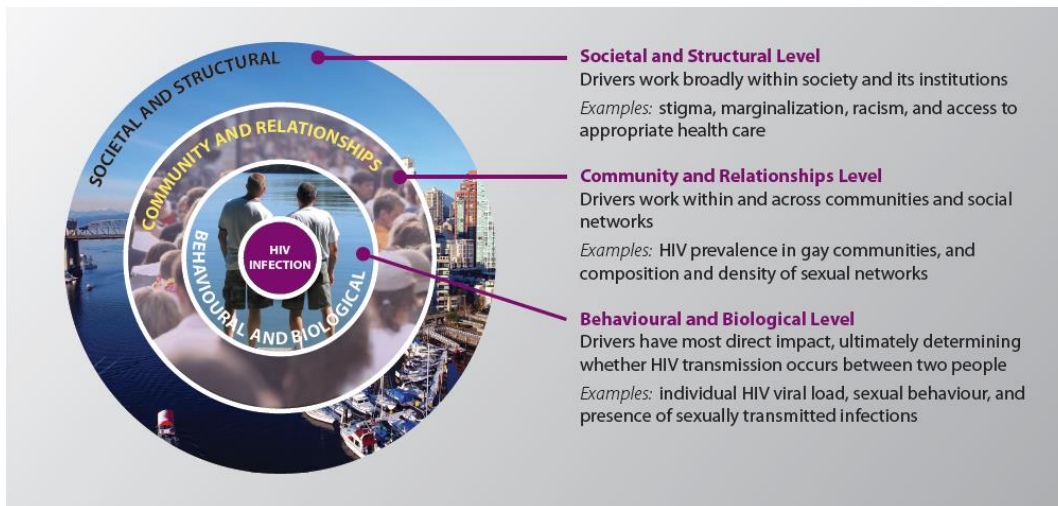 SOCIETAL AND STRUCTURAL
COMMUNITY AND RELATIONSHIPS
BEHAVIOURAL AND BIOLOGICAL
HIV
INFECTION
Societal and Structural Level
Drivers work broadly within society and its institutions
Examples: stigma, marginalization, racism, and access to
appropriate health care
Community and Relationships Level
Drivers work within and across communities and social
networks
Examples: HIV prevalence in gay communities, and
composition and density of sexual networks
Behavioural and Biological Level
Drivers have most direct impact, ultimately determining
whether HIV transmission occurs between two people
Examples: individual HIV viral load, sexual behaviour, and
presence of sexually transmitted infections